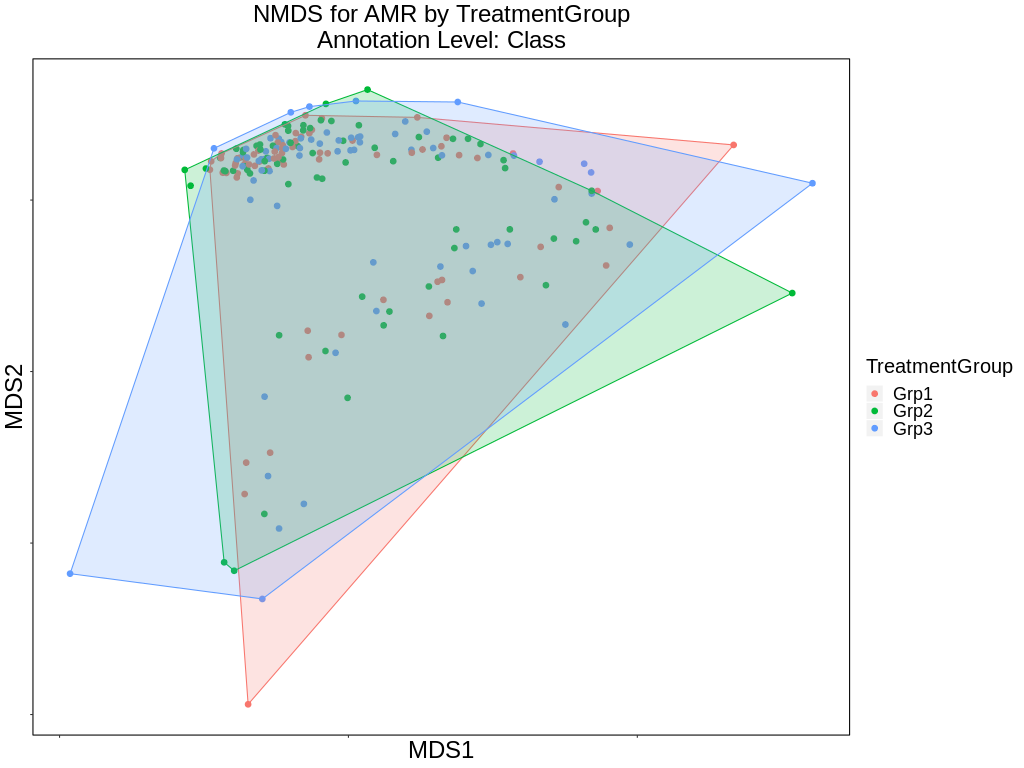 NMDS for AMR by TreatmentGroup
Annotation Level: Class
MDS2
TreatmentGroup
Grp1
Grp2
Grp3
MDS1